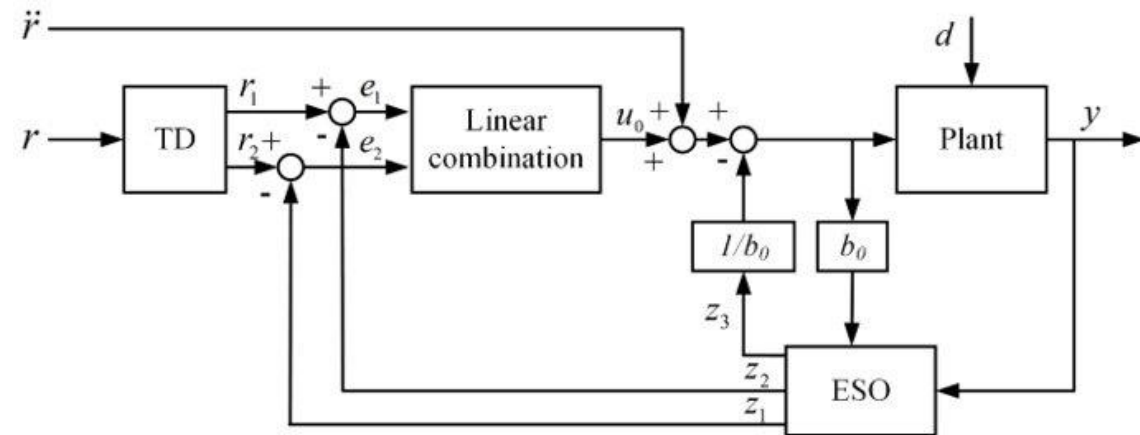 r̈
d
r₁
+
e₁
-
r
TD
r₂
+
e₂
-
Linear
combination
u₀
+
+
+
-
Plant
y
1/b₀
b₀
z₃
z₂
z₁
ESO